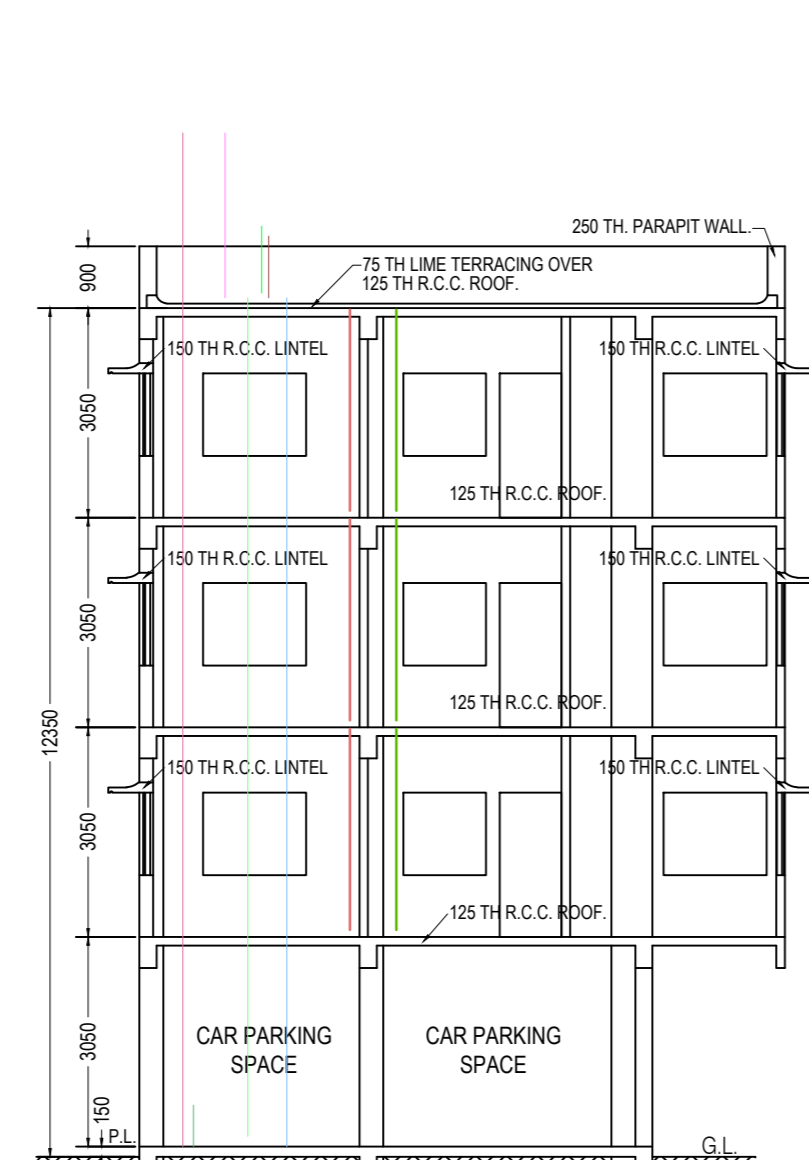 250 TH. PARAPIT WALL.
75 TH LIME TERRACING OVER
125 TH R.C.C. ROOF.
900
150 TH R.C.C. LINTEL
150 TH R.C.C. LINTEL
3050
125 TH R.C.C. ROOF.
150 TH R.C.C. LINTEL
150 TH R.C.C. LINTEL
3050
125 TH R.C.C. ROOF.
12350
150 TH R.C.C. LINTEL
150 TH R.C.C. LINTEL
3050
125 TH R.C.C. ROOF.
CAR PARKING
SPACE
CAR PARKING
SPACE
3050
150
P.L.
G.L.